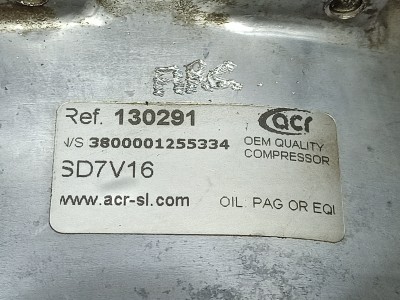 Ref. 130291
acr
N/S 3800001255334
OEM QUALITY
COMPRESSOR
SD7V16
www.acr-sl.com
OIL. PAG OR EQI